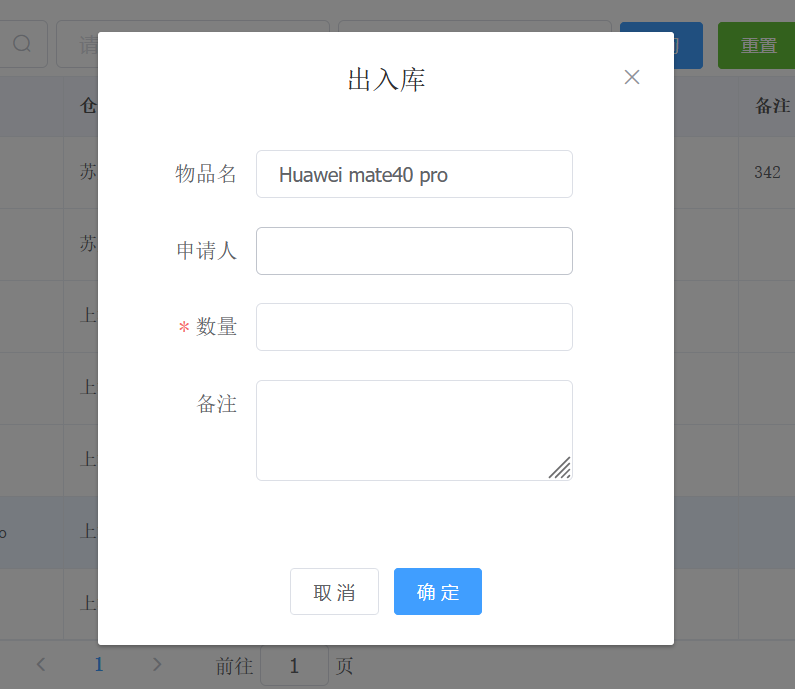 请
重置
出入库
仓
备注
物品名
Huawei mate40 pro
苏
342
申请人
苏
* 数量
上
备注
上
上
o
上
取消
确定
上
1
前往
1
页